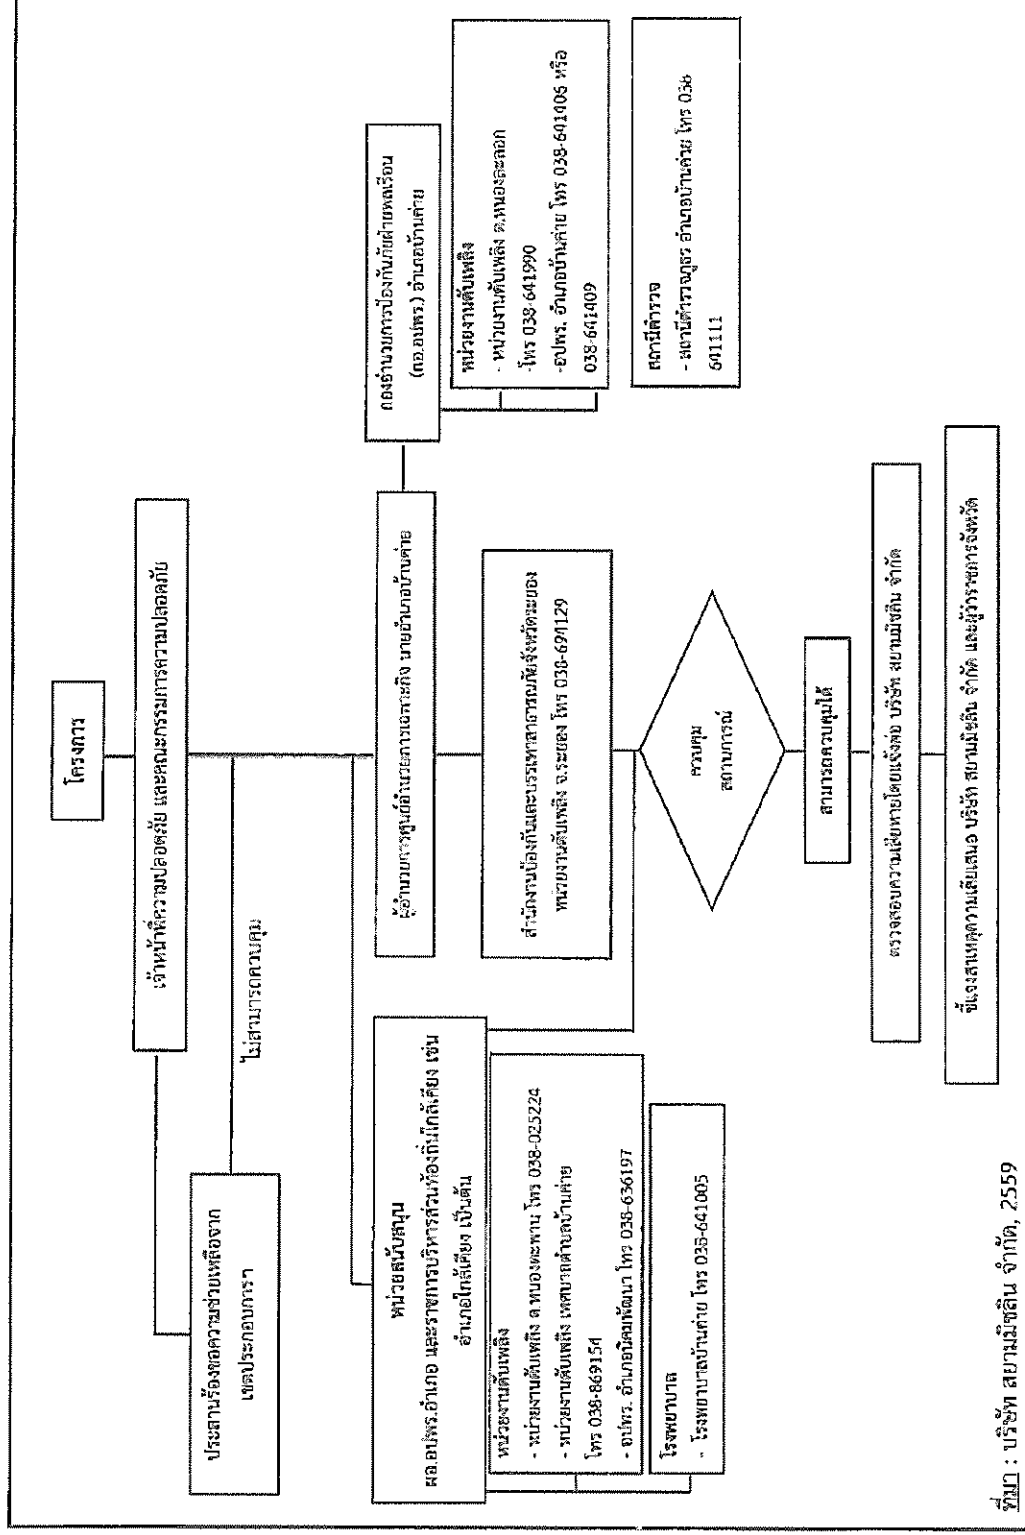 โครงการ
เจ้าหน้าที่ความปลอดภัย และคณะกรรมการความปลอดภัย
ประสานร้องขอความช่วยเหลือจาก
เขตประกอบการฯ
ไม่สามารถควบคุม
หน่วยสนับสนุน
ผอ.อปพร.อำเภอ และราชการบริหารส่วนท้องถิ่นใกล้เคียง เช่น
อำเภอใกล้เคียง เป็นต้น
หน่วยงานดับเพลิง
- หน่วยงานดับเพลิง ต.หนองตะพาน โทร 038-025224
- หน่วยงานดับเพลิง เทศบาลตำบลบ้านค่าย
โทร 038-869154
- อปพร. อำเภอนิคมพัฒนา โทร 038-636197
โรงพยาบาล
- โรงพยาบาลบ้านค่าย โทร 038-641005
ผู้อำนวยการศูนย์อำนวยการเฉพาะกิจ นายอำเภอบ้านค่าย
สำนักงานป้องกันและบรรเทาสาธารณภัยจังหวัดระยอง
หน่วยงานดับเพลิง จ.ระยอง โทร 038-694129
กองอำนวยการป้องกันภัยฝ่ายพลเรือน
(กอ.อปพร.) อำเภอบ้านค่าย
หน่วยงานดับเพลิง
- หน่วยงานดับเพลิง ต.หนองละลอก
-โทร 038-641990
-อปพร. อำเภอบ้านค่าย โทร 038-641406 หรือ
038-641409
สถานีตำรวจ
- สถานีตำรวจภูธร อำเภอบ้านค่าย โทร 038
641111
ควบคุม
สถานการณ์
สามารถควบคุมได้
ตรวจสอบความเสียหายโดยแจ้งต่อ บริษัท สยามมิชลิน จำกัด
ชี้แจงสาเหตุความเสียเสนอ บริษัท สยามมิชลิน จำกัด และผู้ว่าราชการจังหวัด
ที่มา : บริษัท สยามมิชลิน จำกัด, 2559